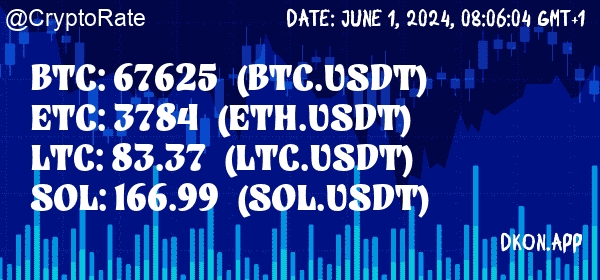 @CryptoRate
DATE: JUNE 1, 2024, 08:06:04 GMT+1
BTC: 67625 (BTC.USDT)
ETC: 3784 (ETH.USDT)
LTC: 83.37 (LTC.USDT)
SOL: 166.99 (SOL.USDT)
DKON.APP